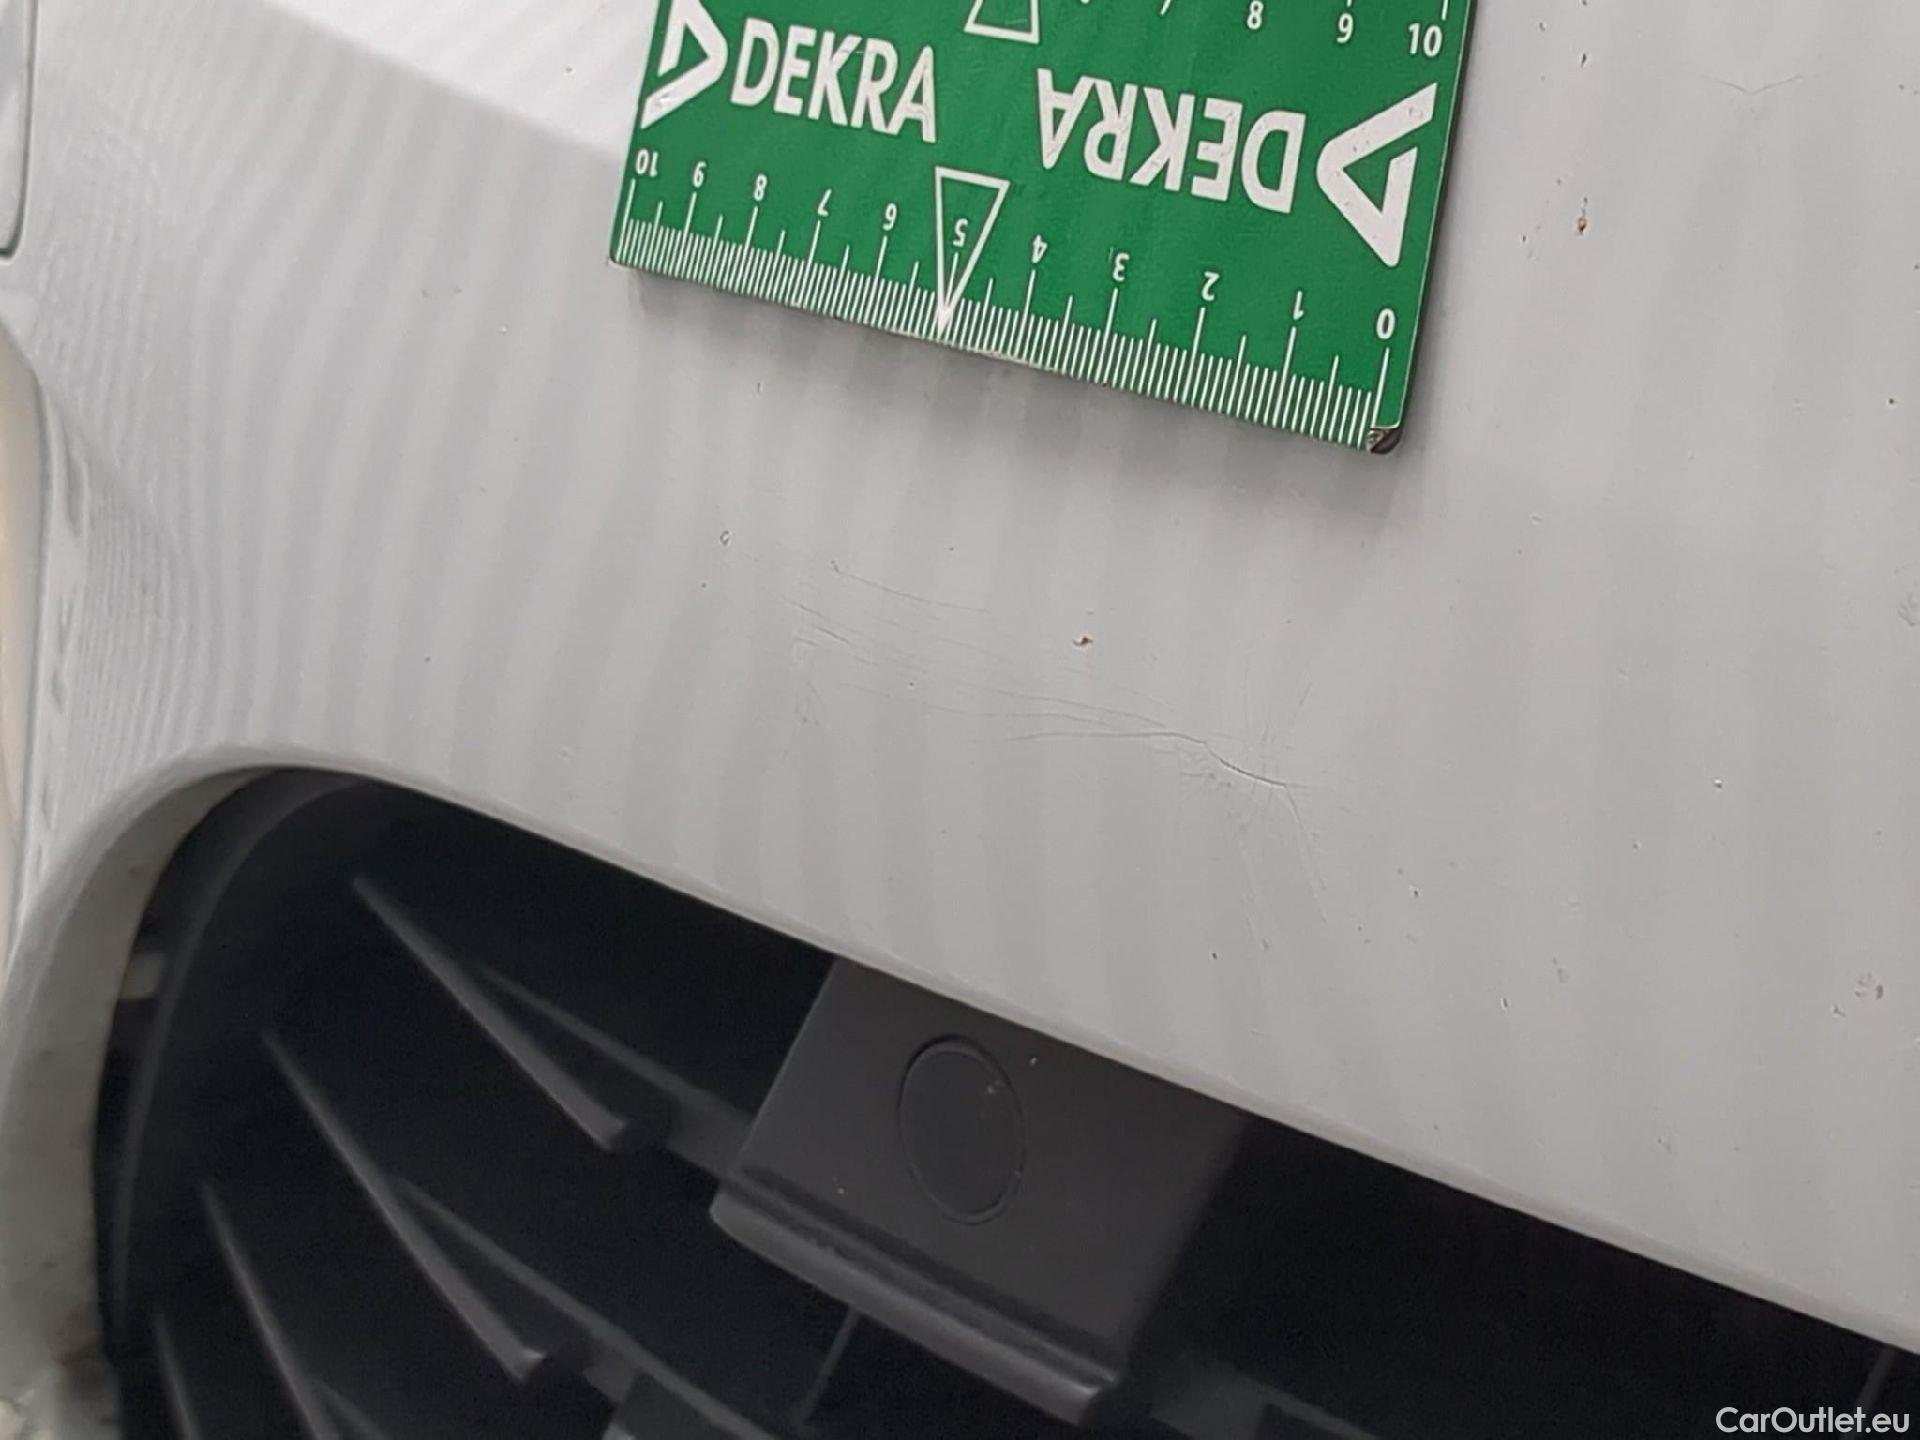 8 9 10
DEKRA
DEKRA
10 9 8 7 6 5 4 3 2 1 0
CarOutlet.eu